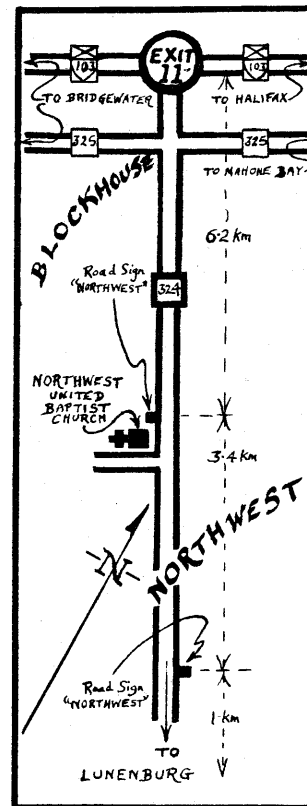 EXIT
11
103
103
TO BRIDGEWATER
TO HALIFAX
325
325
TO MAHONE BAY
BLOCKHOUSE
6.2 km
Road Sign
"NORTHWEST"
324
NORTHWEST
UNITED
BAPTIST
CHURCH
3.4 km
-N-
NORTHWEST
Road Sign
"NORTHWEST"
1 km
TO
LUNENBURG